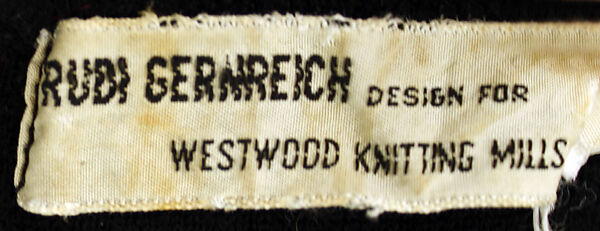 RUDI GERNREICH DESIGN FOR
WESTWOOD KNITTING MILLS